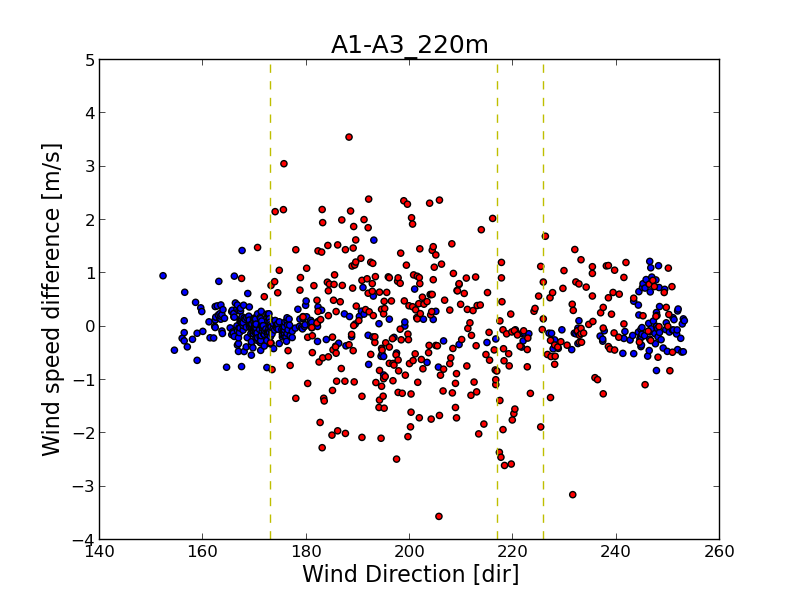 A1-A3_220m
5
4
3
2
1
0
−1
−2
−3
−4
Wind speed difference [m/s]
140 160 180 200 220 240 260
Wind Direction [dir]